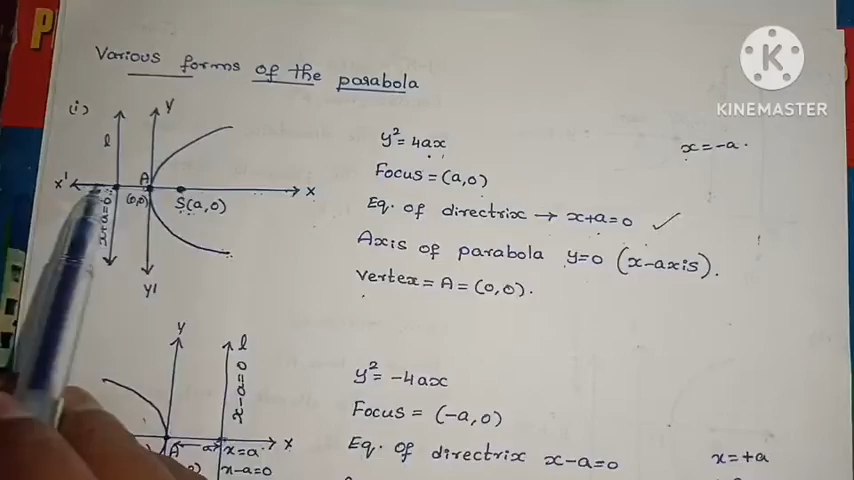 Various forms of the parabola
K
KINEMASTER
(i)
Y
l
y²=4ax
x=-a.
Focus=(a,0)
x'
A
x
(0,0)
S(a,0)
x+a=0
Eq. of directrix → x+a=0 ✓
Axis of parabola y=0 (x-axis).
Y'
Vertex=A=(0,0).
Y
l
x-a=0
y²=-4ax
Focus = (-a,0)
A
a
x=a
x
x-a=0
Eq. of directrix x-a=0
x=+a